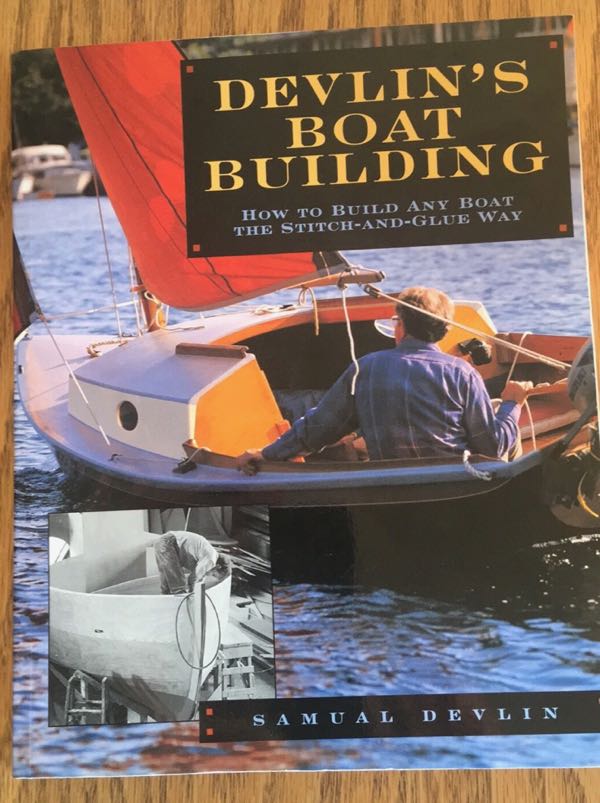 DEVLIN'S
BOAT
BUILDING
HOW TO BUILD ANY BOAT
THE STITCH-AND-GLUE WAY
SAMUAL DEVLIN